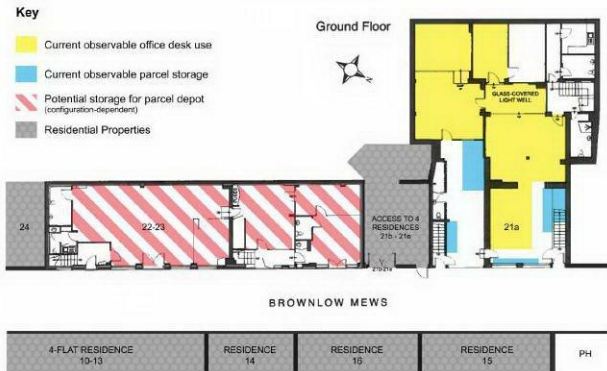 Key
Current observable office desk use
Current observable parcel storage
Potential storage for parcel depot
(configuration-dependent)
Residential Properties
Ground Floor
N
GLASS-COVERED
LIGHT WELL
24
22-23
ACCESS TO 4
RESIDENCES
21b - 21e
21b-21e
21a
BROWNLOW MEWS
4-FLAT RESIDENCE
10-13
RESIDENCE
14
RESIDENCE
16
RESIDENCE
15
PH